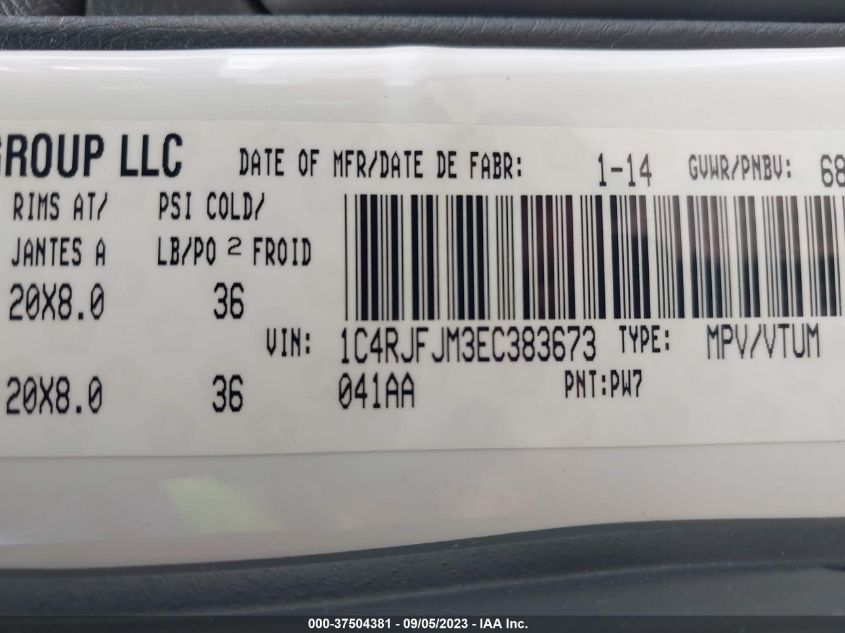 GROUP LLC DATE OF MFR/DATE DE FABR: 1-14 GVWR/PNBV: 68
RIMS AT/ PSI COLD/
JANTES A LB/PO 2 FROID
20X8.0 36
VIN: 1C4RJFJM3EC383673 TYPE: MPV/VTUM
20X8.0 36 041AA PNT:PW7
000-37504381 - 09/05/2023 - IAA Inc.